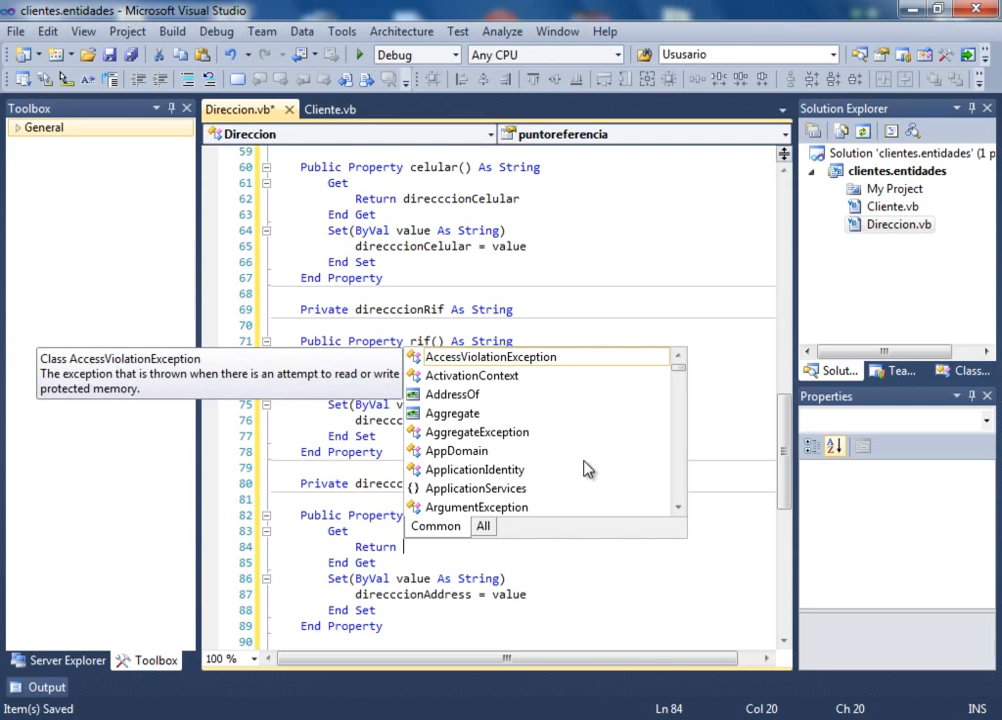 clientes.entidades - Microsoft Visual Studio
File Edit View Project Build Debug Team Data Tools Architecture Test Analyze Window Help
Debug Any CPU Ususario
Toolbox
General
Direccion.vb* Cliente.vb
Direccion puntoreferencia
59
60 Public Property celular() As String
61 Get
62 Return direcccionCelular
63 End Get
64 Set(ByVal value As String)
65 direcccionCelular = value
66 End Set
67 End Property
68
69 Private direcccionRif As String
70
71 Public Property rif() As String
Class AccessViolationException
The exception that is thrown when there is an attempt to read or write
protected memory.
AccessViolationException
ActivationContext
AddressOf
Aggregate
AggregateException
AppDomain
ApplicationIdentity
ApplicationServices
ArgumentException
Common All
75 Set(ByVal v
76 direccc
77 End Set
78 End Property
79
80 Private direccc
81
82 Public Property
83 Get
84 Return
85 End Get
86 Set(ByVal value As String)
87 direcccionAddress = value
88 End Set
89 End Property
90
100 %
Solution Explorer
Solution 'clientes.entidades' (1 p
clientes.entidades
My Project
Cliente.vb
Direccion.vb
Solut... Tea... Class...
Properties
Server Explorer Toolbox
Output
Item(s) Saved Ln 84 Col 20 Ch 20 INS